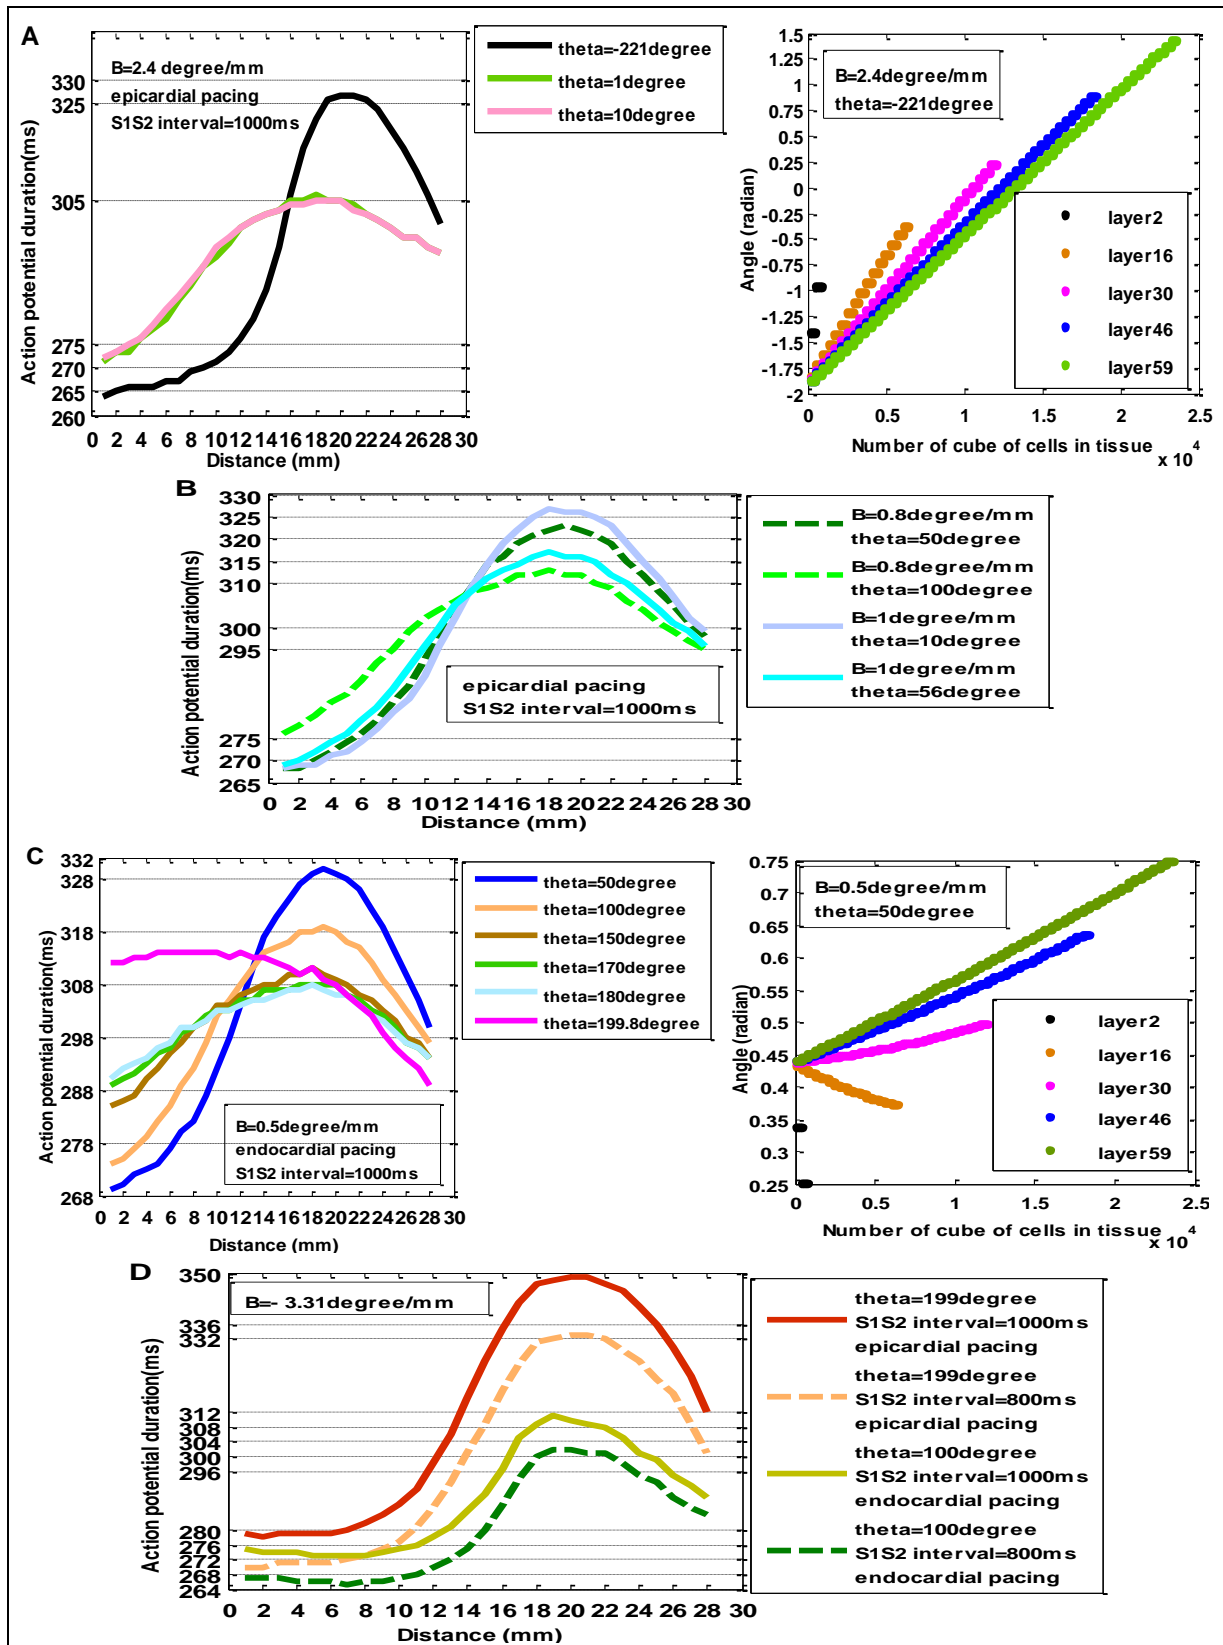 A
B=2.4 degree/mm
epicardial pacing
S1S2 interval=1000ms
Action potential duration(ms)
330
325
305
275
270
265
260
0 2 4 6 8 10 12 14 16 18 20 22 24 26 28 30
Distance (mm)
theta=-221degree
theta=1degree
theta=10degree
B=2.4degree/mm
theta=-221degree
Angle (radian)
1.5
1.25
1
0.75
0.5
0.25
0
-0.25
-0.5
-0.75
-1
-1.25
-1.5
-1.75
-2
0 0.5 1 1.5 2 2.5
Number of cube of cells in tissue
x 10^4
layer2
layer16
layer30
layer46
layer59
B
Action potential duration(ms)
330
325
320
315
310
300
295
275
270
265
0 2 4 6 8 10 12 14 16 18 20 22 24 26 28 30
Distance (mm)
epicardial pacing
S1S2 interval=1000ms
B=0.8degree/mm
theta=50degree
B=0.8degree/mm
theta=100degree
B=1degree/mm
theta=10degree
B=1degree/mm
theta=56degree
C
Action potential duration(ms)
332
328
318
308
298
288
278
268
0 2 4 6 8 10 12 14 16 18 20 22 24 26 28 30
Distance (mm)
B=0.5degree/mm
endocardial pacing
S1S2 interval=1000ms
theta=50degree
theta=100degree
theta=150degree
theta=170degree
theta=180degree
theta=199.8degree
B=0.5degree/mm
theta=50degree
Angle (radian)
0.75
0.7
0.65
0.6
0.55
0.5
0.45
0.4
0.35
0.3
0.25
0 0.5 1 1.5 2 2.5
Number of cube of cells in tissue
x 10^4
layer2
layer16
layer30
layer46
layer59
D
B=- 3.31degree/mm
Action potential duration(ms)
350
336
332
312
308
304
300
296
280
276
272
268
264
0 2 4 6 8 10 12 14 16 18 20 22 24 26 28 30
Distance (mm)
theta=199degree
S1S2 interval=1000ms
epicardial pacing
theta=199degree
S1S2 interval=800ms
epicardial pacing
theta=100degree
S1S2 interval=1000ms
endocardial pacing
theta=100degree
S1S2 interval=800ms
endocardial pacing